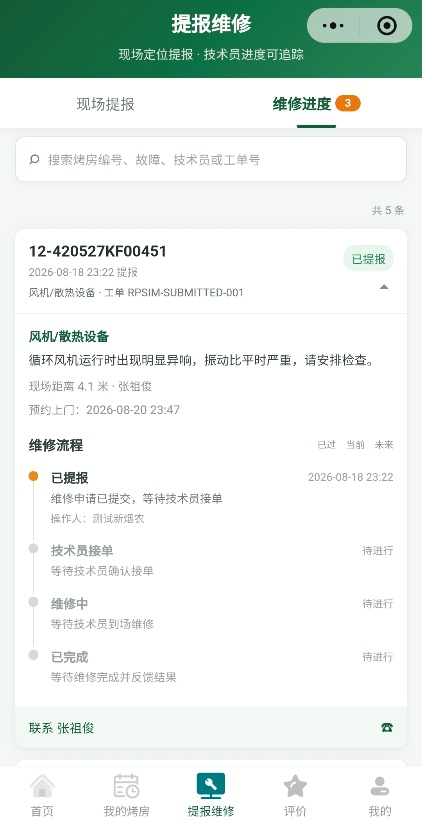 提报维修
现场定位提报 · 技术员进度可追踪
现场提报
维修进度 3
搜索烤房编号、故障、技术员或工单号
共 5 条
12-420527KF00451
已提报
2026-08-18 23:22 提报
风机/散热设备 · 工单 RPSIM-SUBMITTED-001
风机/散热设备
循环风机运行时出现明显异响，振动比平时严重，请安排检查。
现场距离 4.1 米 · 张祖俊
预约上门：2026-08-20 23:47
维修流程
已过 当前 未来
已提报
2026-08-18 23:22
维修申请已提交，等待技术员接单
操作人：测试新烟农
技术员接单
待进行
等待技术员确认接单
维修中
待进行
等待技术员到场维修
已完成
待进行
等待维修完成并反馈结果
联系 张祖俊
首页
我的烤房
提报维修
评价
我的